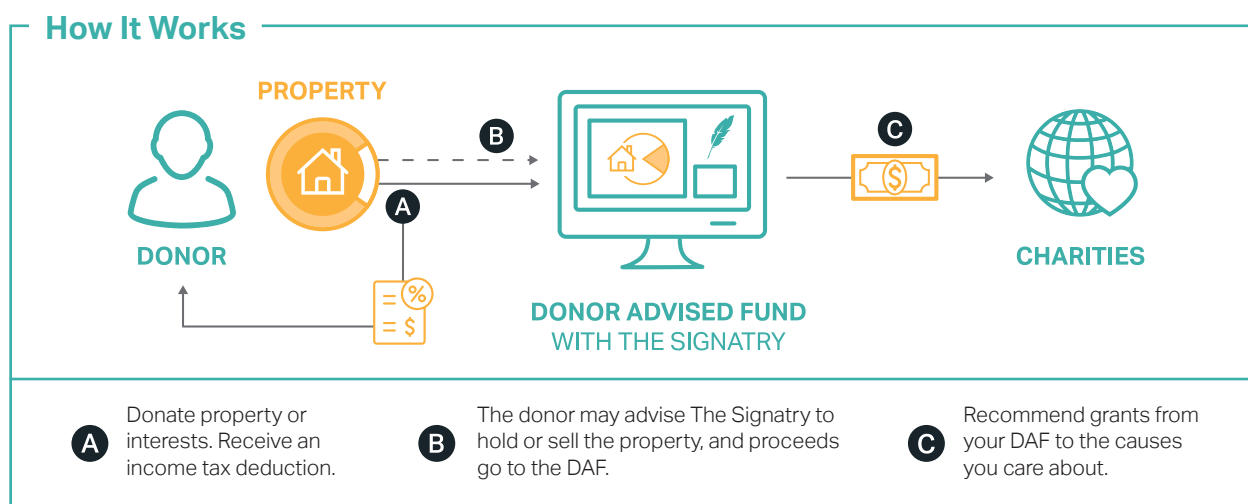 How It Works
PROPERTY
B
C
$
A
DONOR
%
= $
DONOR ADVISED FUND
WITH THE SIGNATRY
CHARITIES
A
Donate property or
interests. Receive an
income tax deduction.
B
The donor may advise The Signatry to
hold or sell the property, and proceeds
go to the DAF.
C
Recommend grants from
your DAF to the causes
you care about.